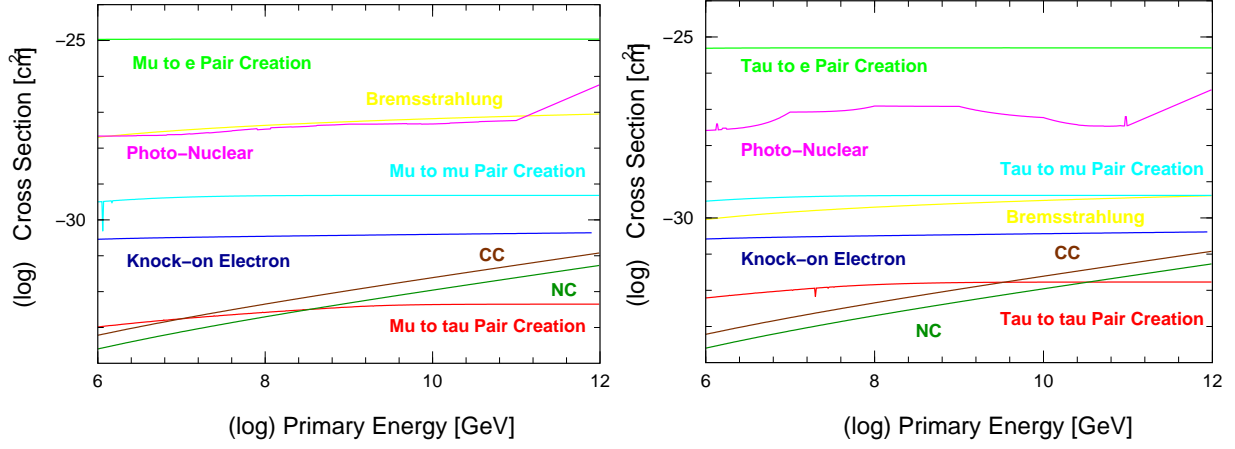 (log) Cross Section [cm2]
−25
−30
Mu to e Pair Creation
Bremsstrahlung
Photo−Nuclear
Mu to mu Pair Creation
Knock−on Electron
CC
NC
Mu to tau Pair Creation
6 8 10 12
(log) Primary Energy [GeV]
(log) Cross Section [cm2]
−25
−30
Tau to e Pair Creation
Photo−Nuclear
Tau to mu Pair Creation
Bremsstrahlung
Knock−on Electron
CC
NC
Tau to tau Pair Creation
6 8 10 12
(log) Primary Energy [GeV]